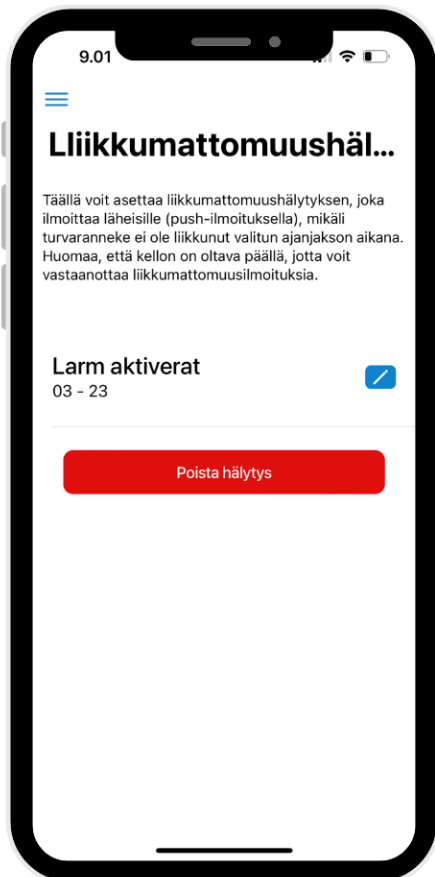 9.01
Lliikkumattomuushäl...
Täällä voit asettaa liikkumattomuushälytyksen, joka
ilmoittaa läheisille (push-ilmoituksella), mikäli
turvaranneke ei ole liikkunut valitun ajanjakson aikana.
Huomaa, että kellon on oltava päällä, jotta voit
vastaanottaa liikkumattomuusilmoituksia.
Larm aktiverat
03 - 23
Poista hälytys